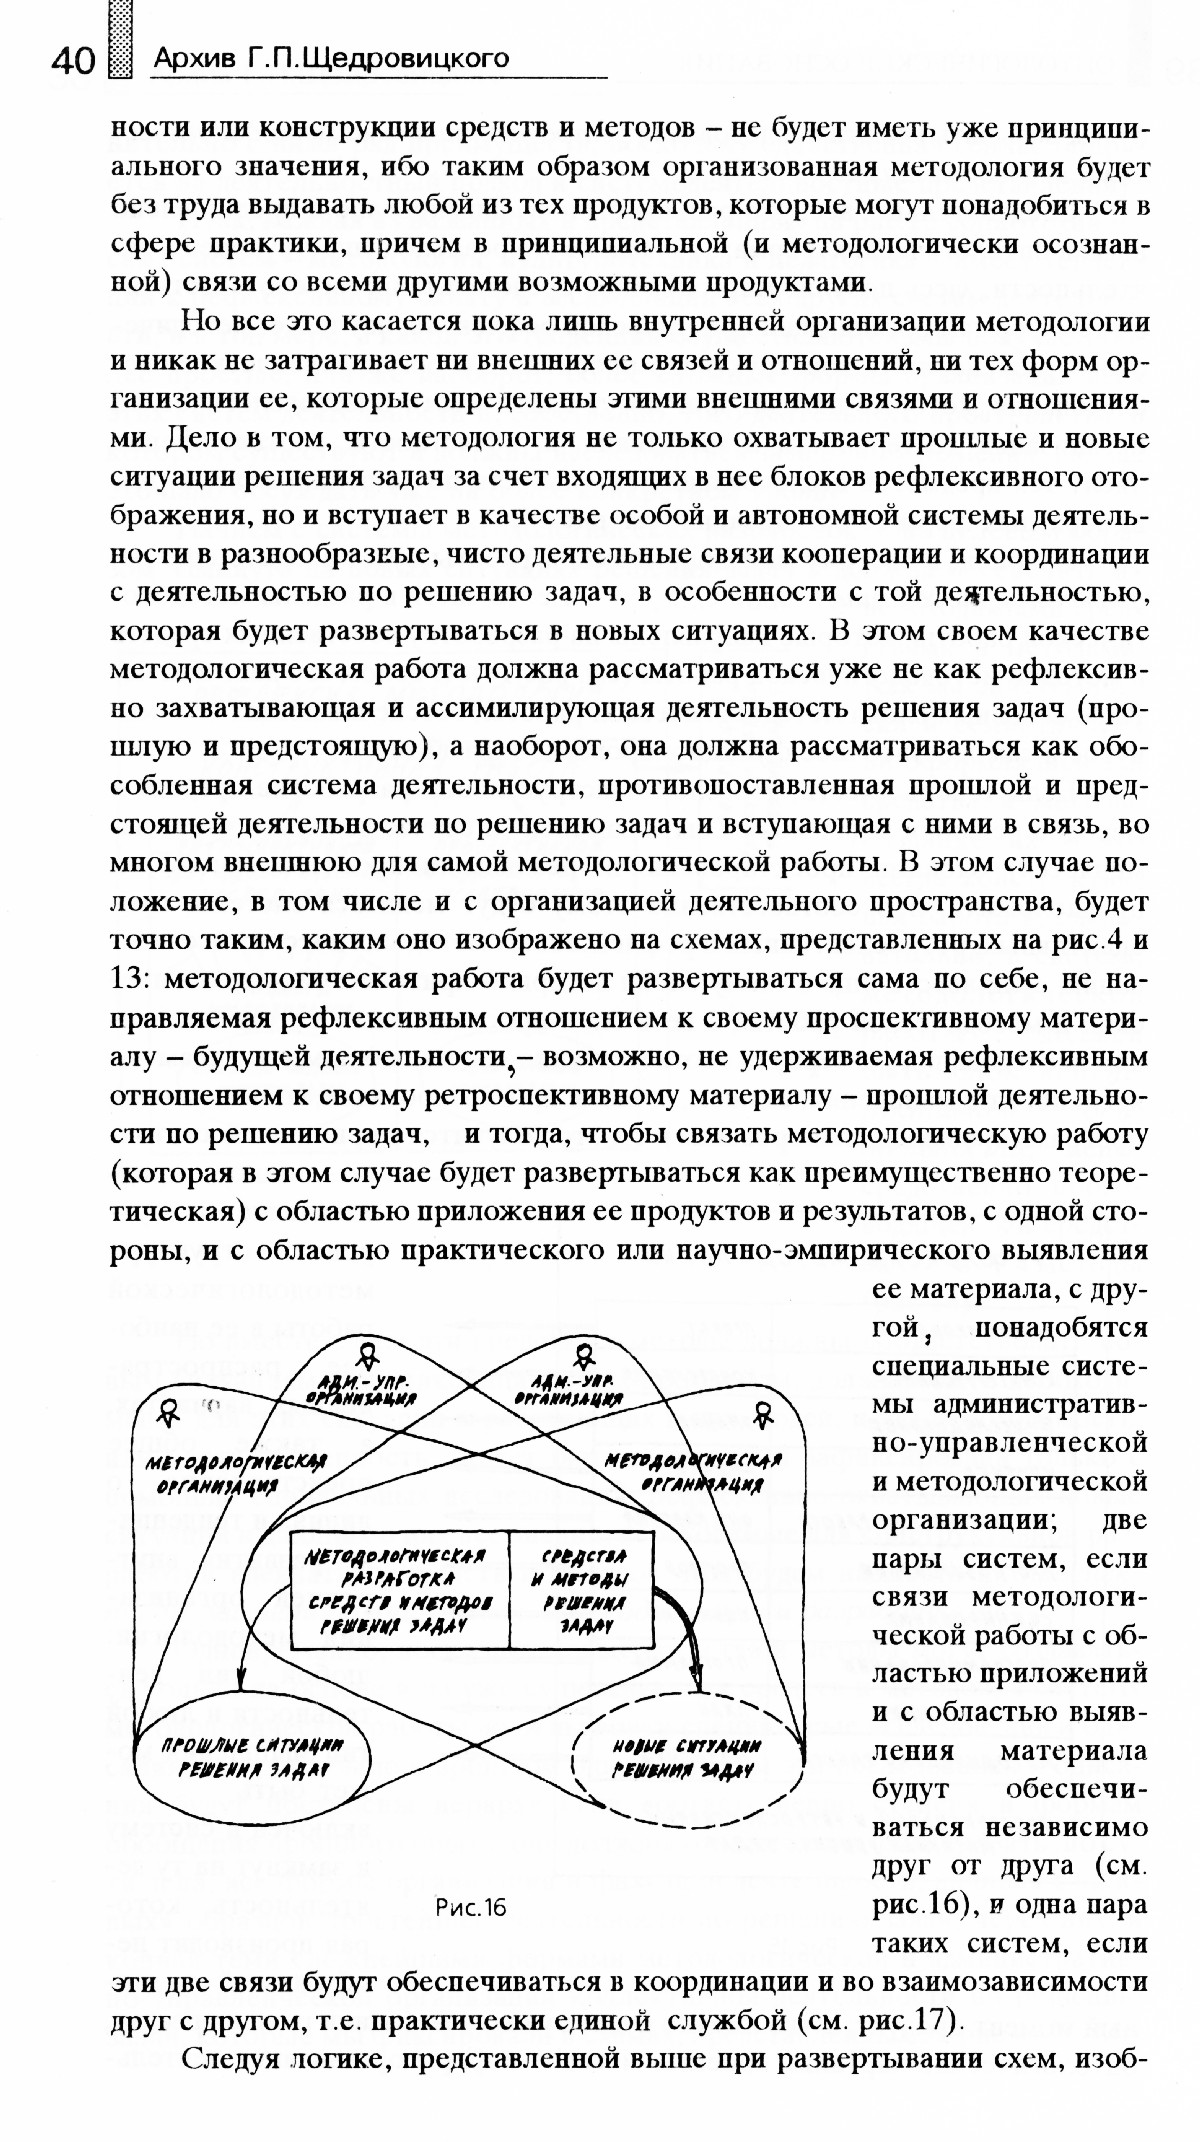 40 Архив Г.П.Щедровицкого
ности или конструкции средств и методов – не будет иметь уже принципи-
ального значения, ибо таким образом организованная методология будет
без труда выдавать любой из тех продуктов, которые могут понадобиться в
сфере практики, причем в принципиальной (и методологически осознан-
ной) связи со всеми другими возможными продуктами.
Но все это касается пока лишь внутренней организации методологии
и никак не затрагивает ни внешних ее связей и отношений, ни тех форм ор-
ганизации ее, которые определены этими внешними связями и отношения-
ми. Дело в том, что методология не только охватывает прошлые и новые
ситуации решения задач за счет входящих в нее блоков рефлексивного ото-
бражения, но и вступает в качестве особой и автономной системы деятель-
ности в разнообразные, чисто деятельные связи кооперации и координации
с деятельностью по решению задач, в особенности с той деятельностью,
которая будет развертываться в новых ситуациях. В этом своем качестве
методологическая работа должна рассматриваться уже не как рефлексив-
но захватывающая и ассимилирующая деятельность решения задач (про-
шлую и предстоящую), а наоборот, она должна рассматриваться как обо-
собленная система деятельности, противопоставленная прошлой и пред-
стоящей деятельности по решению задач и вступающая с ними в связь, во
многом внешнюю для самой методологической работы. В этом случае по-
ложение, в том числе и с организацией деятельного пространства, будет
точно таким, каким оно изображено на схемах, представленных на рис.4 и
13: методологическая работа будет развертываться сама по себе, не на-
правляемая рефлексивным отношением к своему проспективному матери-
алу – будущей деятельности,– возможно, не удерживаемая рефлексивным
отношением к своему ретроспективному материалу – прошлой деятельно-
сти по решению задач, и тогда, чтобы связать методологическую работу
(которая в этом случае будет развертываться как преимущественно теоре-
тическая) с областью приложения ее продуктов и результатов, с одной сто-
роны, и с областью практического или научно-эмпирического выявления
ее материала, с дру-
гой, понадобятся
специальные систе-
мы административ-
но-управленческой
и методологической
организации; две
пары систем, если
связи методологи-
ческой работы с об-
ластью приложений
и с областью выяв-
ления материала
будут обеспечи-
ваться независимо
друг от друга (см.
рис.16), и одна пара
таких систем, если
АДМ.-УПР.
ОРГАНИЗАЦИЯ
АДМ.-УПР.
ОРГАНИЗАЦИЯ
МЕТОДОЛОГИЧЕСКАЯ
ОРГАНИЗАЦИЯ
МЕТОДОЛОГИЧЕСКАЯ
ОРГАНИЗАЦИЯ
МЕТОДОЛОГИЧЕСКАЯ
РАЗРАБОТКА
СРЕДСТВ И МЕТОДОВ
РЕШЕНИЯ ЗАДАЧ
СРЕДСТВА
И МЕТОДЫ
РЕШЕНИЯ
ЗАДАЧ
ПРОШЛЫЕ СИТУАЦИИ
РЕШЕНИЯ ЗАДАЧ
НОВЫЕ СИТУАЦИИ
РЕШЕНИЯ ЗАДАЧ
Рис.16
эти две связи будут обеспечиваться в координации и во взаимозависимости
друг с другом, т.е. практически единой службой (см. рис.17).
Следуя логике, представленной выше при развертывании схем, изоб-